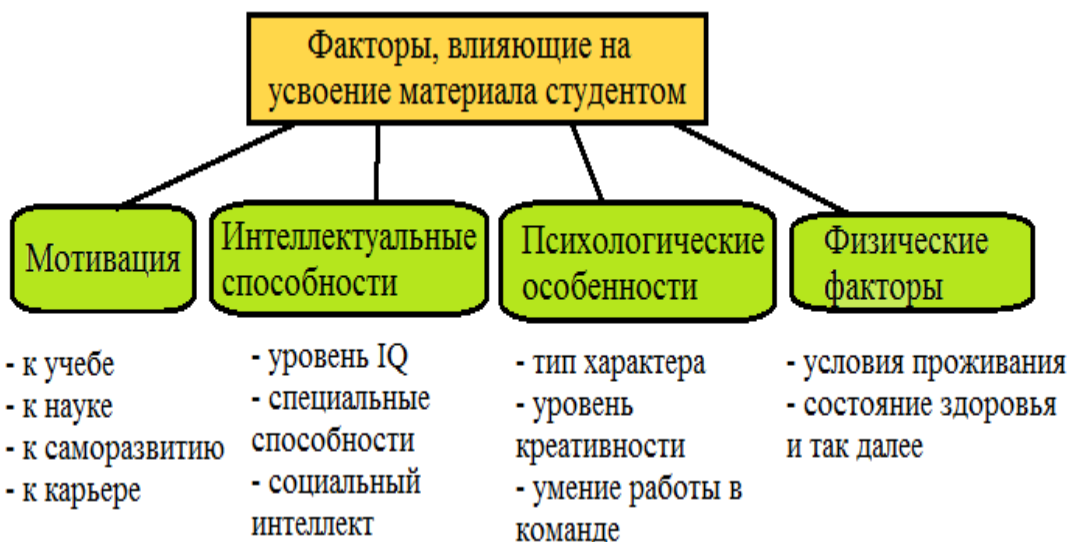 Факторы, влияющие на
усвоение материала студентом
Мотивация
- к учебе
- к науке
- к саморазвитию
- к карьере
Интеллектуальные
способности
- уровень IQ
- специальные
способности
- социальный
интеллект
Психологические
особенности
- тип характера
- уровень
креативности
- умение работы в
команде
Физические
факторы
- условия проживания
- состояние здоровья
и так далее